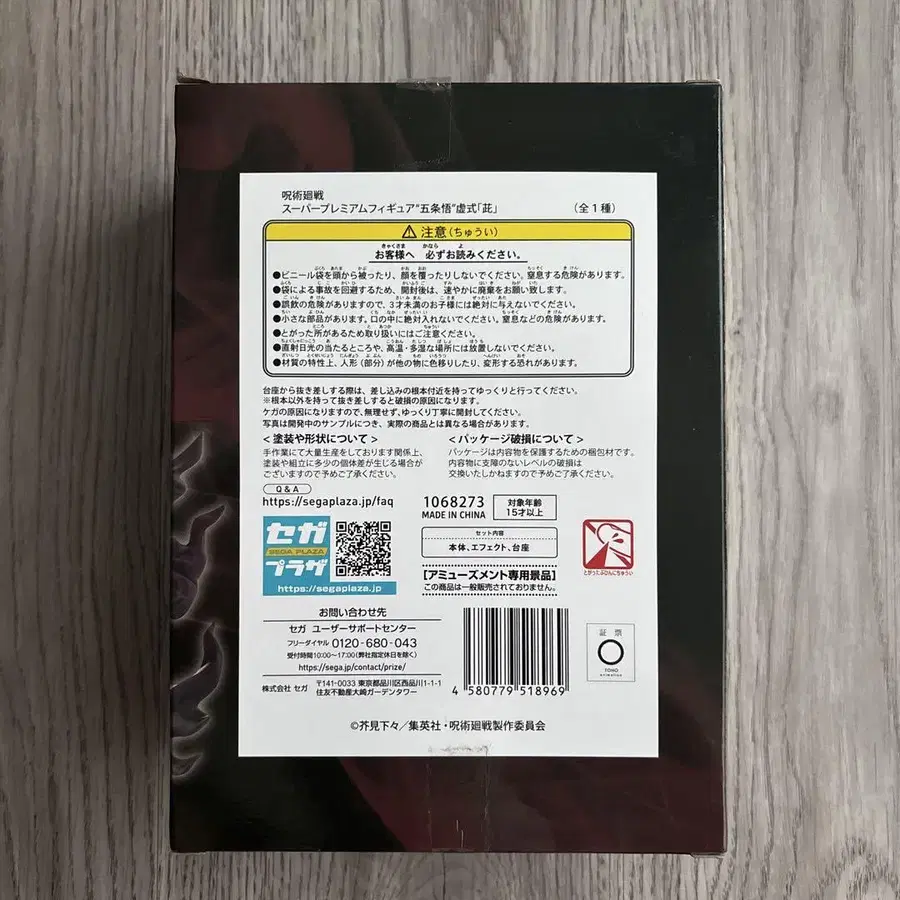 呪術廻戦
スーパープレミアムフィギュア"五条悟"虚式「茈」 (全1種)
⚠注意(ちゅうい)
お客様へ 必ずお読みください。
●ビニール袋を頭から被ったり、顔を覆ったりしないでください。窒息する危険があります。
●袋による事故を回避するため、開封後は、速やかに廃棄をお願い致します。
●誤飲の危険がありますので、3才未満のお子様には絶対に与えないでください。
●小さな部品があります。口の中に絶対入れないでください。窒息などの危険があります。
●とがった所があるため取り扱いにはご注意ください。
●直射日光の当たるところや、高温・多湿な場所には放置しないでください。
●材質の特性上、人形(部分)が他の物に色移りしたり、変形する恐れがあります。
台座から抜き差しする際は、差し込みの根本付近を持ってゆっくりと行ってください。
※根本以外を持って抜き差しすると破損の原因になります。
ケガの原因になりますので、無理せず、ゆっくり丁寧に開封してください。
写真は開発中のサンプルにつき、実際の商品とは異なる場合があります。
<塗装や形状について>
手作業にて大量生産をしております関係上、
塗装や組立に多少の個体差が生じる場合が
ございますので予めご了承ください。
<パッケージ破損について>
パッケージは内容物を保護するための梱包材です。
内容物に支障のないレベルの破損は
交換いたしかねますので予めご了承ください。
Q&A
https://segaplaza.jp/faq
セガ
SEGA PLAZA
プラザ
https://segaplaza.jp
1068273
MADE IN CHINA
対象年齢
15才以上
セット内容
本体、エフェクト、台座
[アミューズメント専用景品]
この商品は一般販売されておりません。
とがったぶひんにちゅうい
お問い合わせ先
セガ ユーザーサポートセンター
フリーダイヤル 0120-680-043
受付時間10:00~17:00(弊社指定休日を除く)
https://sega.jp/contact/prize/
株式会社 セガ 〒141-0033 東京都品川区西品川1-1-1
住友不動産大崎ガーデンタワー
4 580779 518969
証票
TOHO
animation
©芥見下々/集英社・呪術廻戦製作委員会